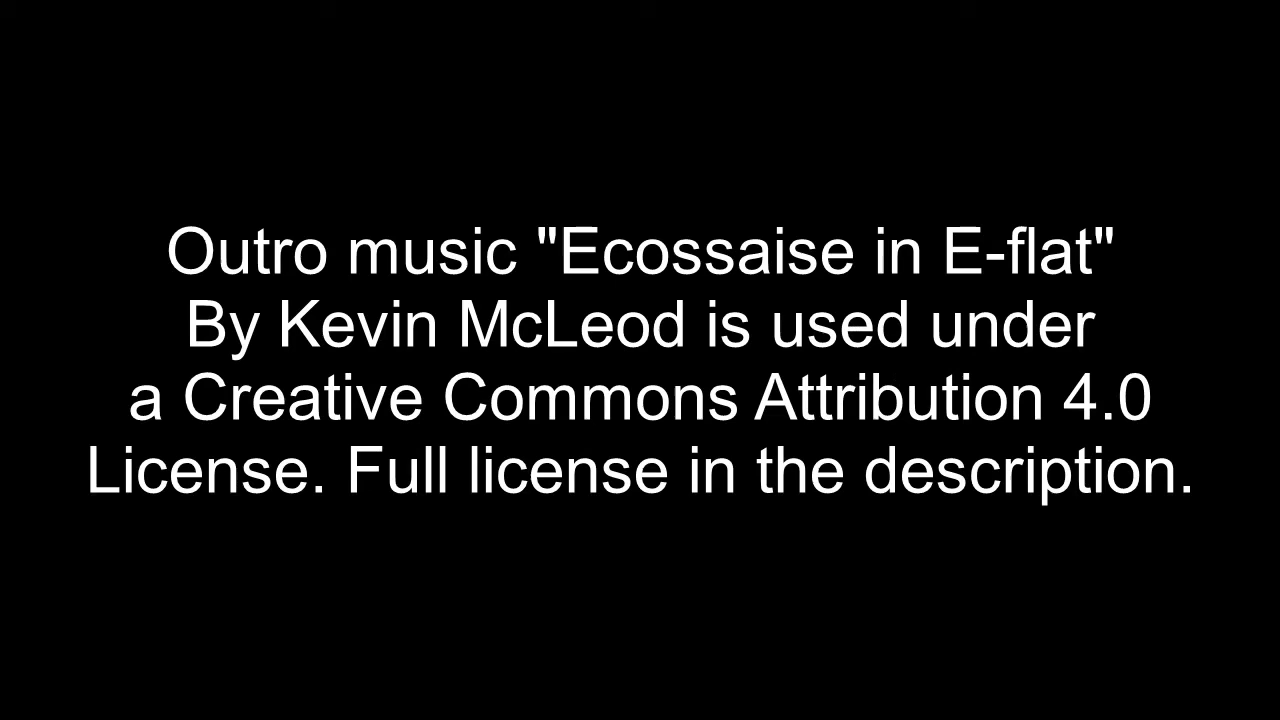 Outro music "Ecossaise in E-flat"
By Kevin McLeod is used under
a Creative Commons Attribution 4.0
License. Full license in the description.